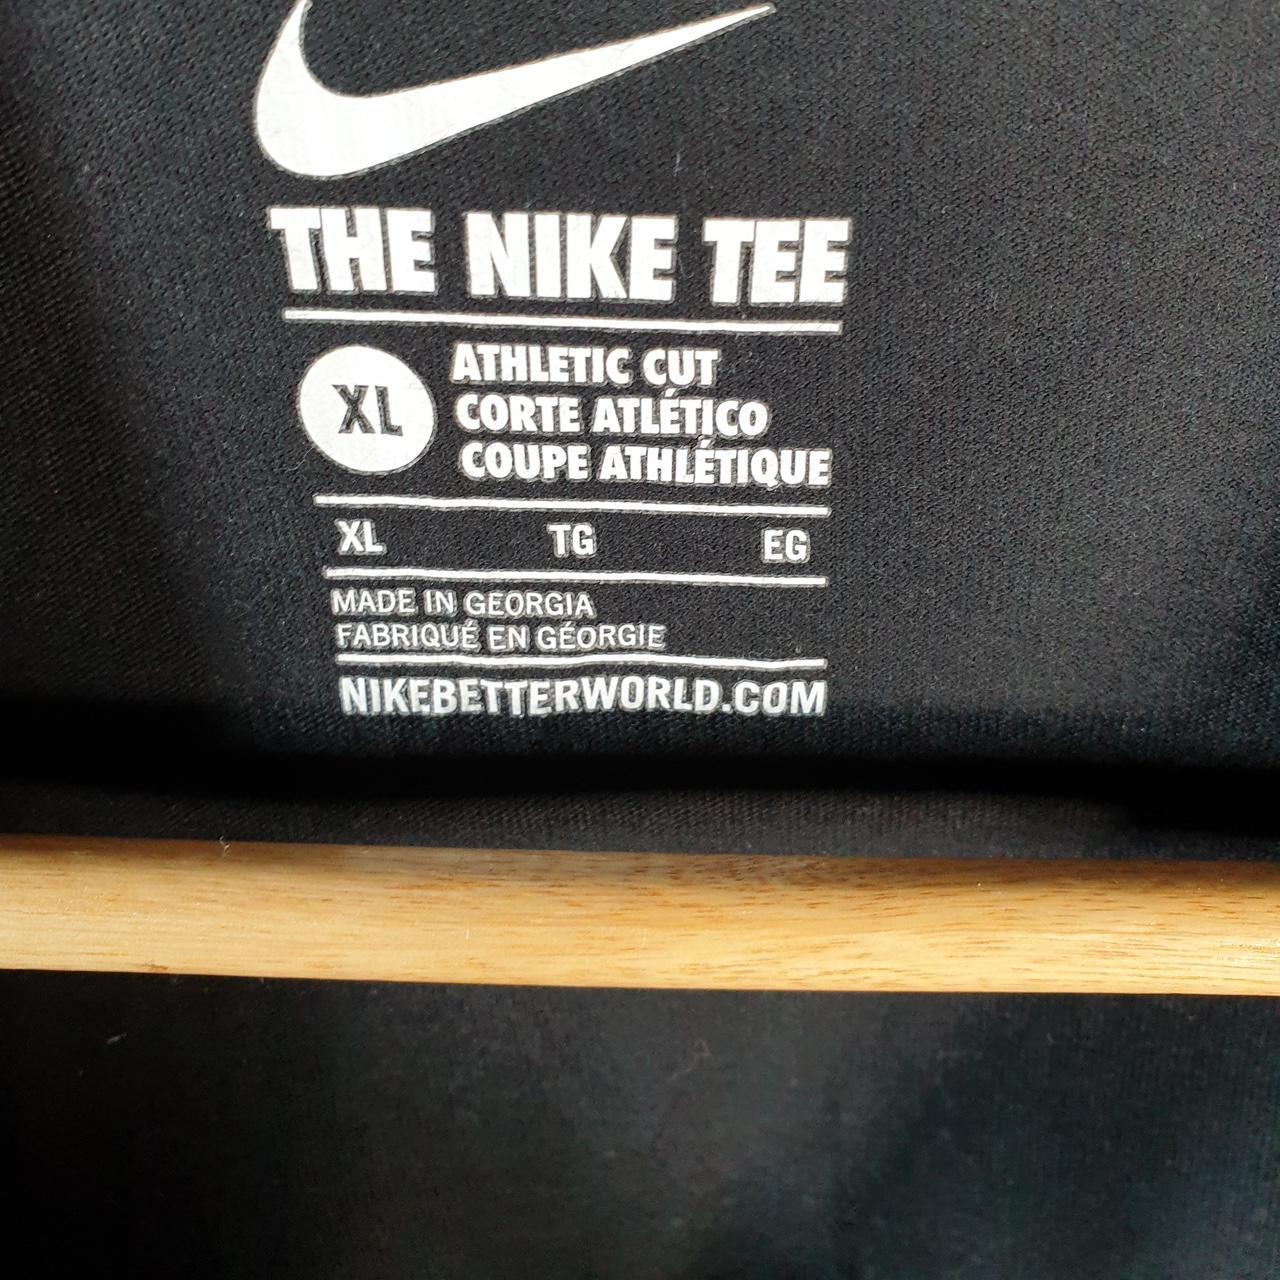 THE NIKE TEE
XL
ATHLETIC CUT
CORTE ATLÉTICO
COUPE ATHLÉTIQUE
XL TG EG
MADE IN GEORGIA
FABRIQUÉ EN GÉORGIE
NIKEBETTERWORLD.COM